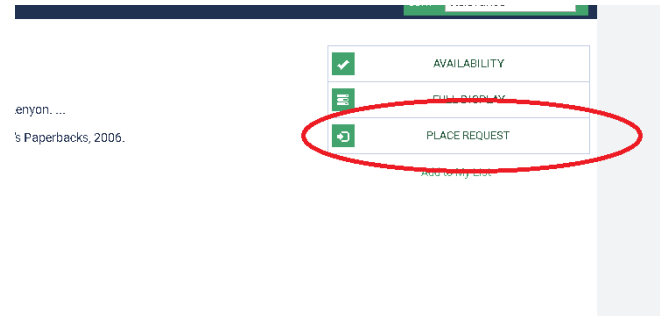 AVAILABILITY
enyon. ...
FULL DISPLAY
's Paperbacks, 2006.
PLACE REQUEST
Add to My List